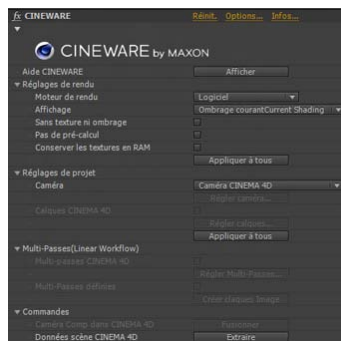 fx CINEWARE Réinit. Options... Infos...
CINEWARE BY MAXON
Aide CINEWARE Afficher
Réglages de rendu
Moteur de rendu Logiciel
Affichage Ombrage courantCurrent Shading
Sans texture ni ombrage
Pas de pré-calcul
Conserver les textures en RAM
Appliquer à tous
Réglages de projet
Caméra Caméra CINEMA 4D
Régler caméra...
Calques CINEMA 4D
Régler calques...
Appliquer à tous
Multi-Passes(Linear Workflow)
Multi-passes CINEMA 4D
Régler Multi-Passes...
Multi-Passes définies
Créer claques Image
Commandes
Caméra Comp dans CINEMA 4D Fusionner
Données scène CINEMA 4D Extraire